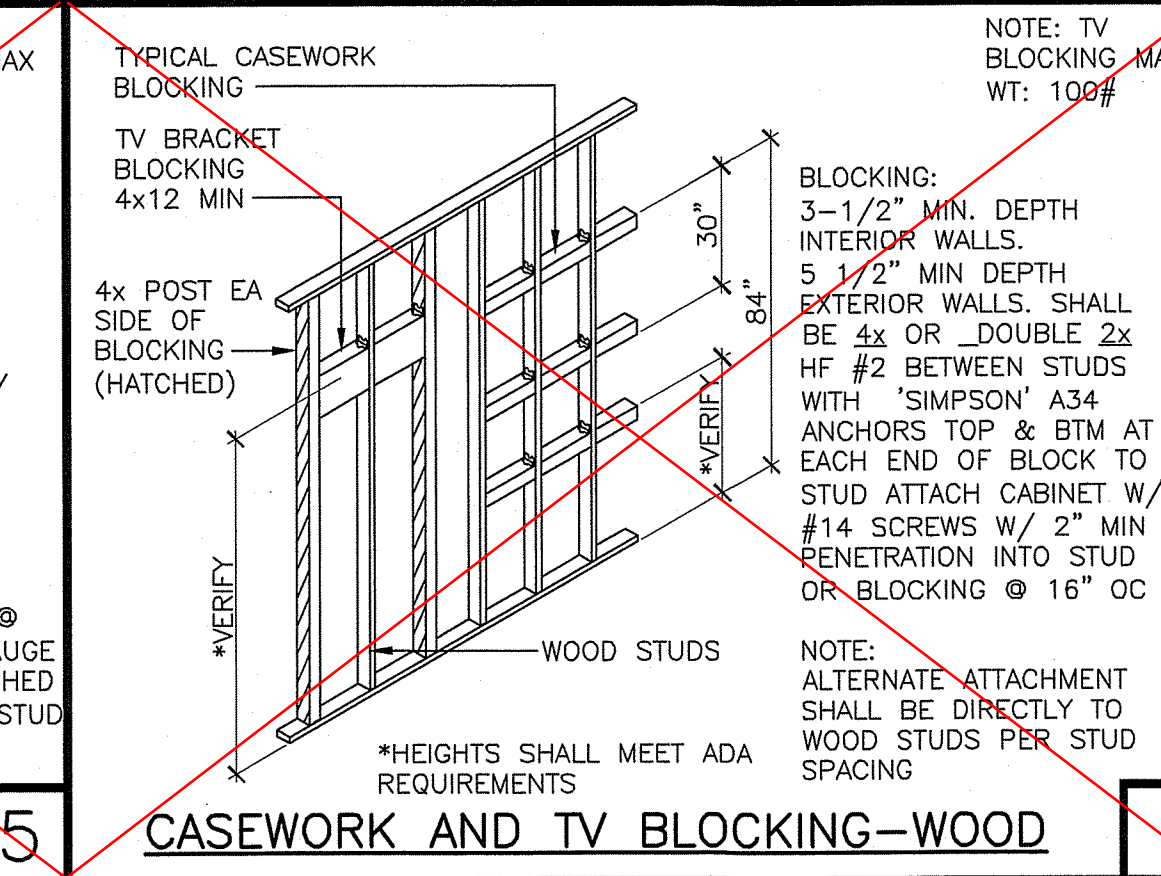 AX
@
AUGE
HED
STUD
5
NOTE: TV
BLOCKING MA
WT: 100#
TYPICAL CASEWORK
BLOCKING
TV BRACKET
BLOCKING
4x12 MIN
4x POST EA
SIDE OF
BLOCKING
(HATCHED)
30"
84"
*VERIFY
*VERIFY
WOOD STUDS
*HEIGHTS SHALL MEET ADA
REQUIREMENTS
BLOCKING:
3-1/2" MIN. DEPTH
INTERIOR WALLS.
5 1/2" MIN DEPTH
EXTERIOR WALLS. SHALL
BE 4x OR _DOUBLE 2x
HF #2 BETWEEN STUDS
WITH 'SIMPSON' A34
ANCHORS TOP & BTM AT
EACH END OF BLOCK TO
STUD ATTACH CABINET W/
#14 SCREWS W/ 2" MIN
PENETRATION INTO STUD
OR BLOCKING @ 16" OC
NOTE:
ALTERNATE ATTACHMENT
SHALL BE DIRECTLY TO
WOOD STUDS PER STUD
SPACING
CASEWORK AND TV BLOCKING-WOOD